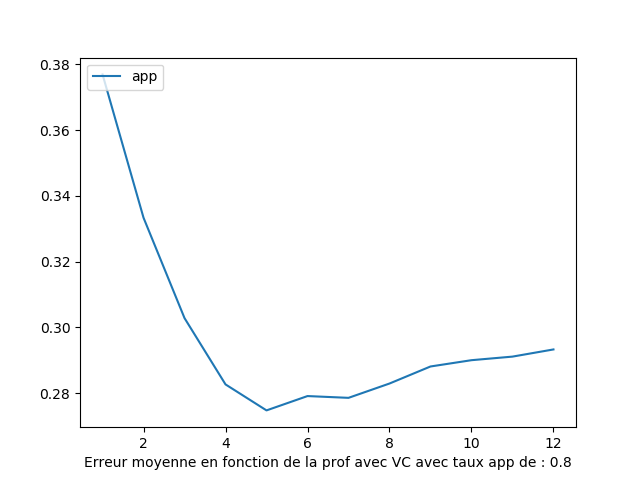 app
0.38
0.36
0.34
0.32
0.30
0.28
2 4 6 8 10 12
Erreur moyenne en fonction de la prof avec VC avec taux app de : 0.8